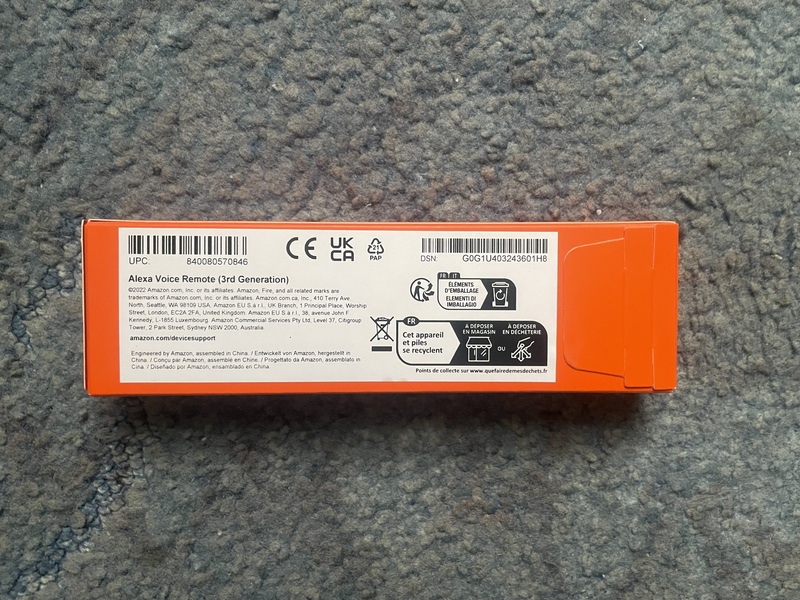 UPC: 840080570846
CE UK CA
21
PAP
DSN: G0G1U403243601H8
Alexa Voice Remote (3rd Generation)
©2022 Amazon.com, Inc. or its affiliates. Amazon, Fire, and all related marks are
trademarks of Amazon.com, Inc. or its affiliates. Amazon.com.ca, Inc., 410 Terry Ave
North, Seattle, WA 98109 USA, Amazon EU S.à r.l., UK Branch, 1 Principal Place, Worship
Street, London, EC2A 2FA, United Kingdom. Amazon EU S.à r.l., 38, avenue John F.
Kennedy, L-1855 Luxembourg. Amazon Commercial Services Pty Ltd, Level 37, Citigroup
Tower, 2 Park Street, Sydney NSW 2000, Australia.
amazon.com/devicesupport
Engineered by Amazon, assembled in China. / Entwickelt von Amazon, hergestellt in
China. / Conçu par Amazon, assemblé en Chine. / Progettato da Amazon, assemblato in
Cina. / Diseñado por Amazon, ensamblado en China
FR IT
ÉLÉMENTS
D'EMBALLAGE
ELEMENTI DI
IMBALLAGIO
FR
Cet appareil
et piles
se recyclent
À DÉPOSER
EN MAGASIN
OU
À DÉPOSER
EN DÉCHÈTERIE
Points de collecte sur www.quefairedemesdechets.fr